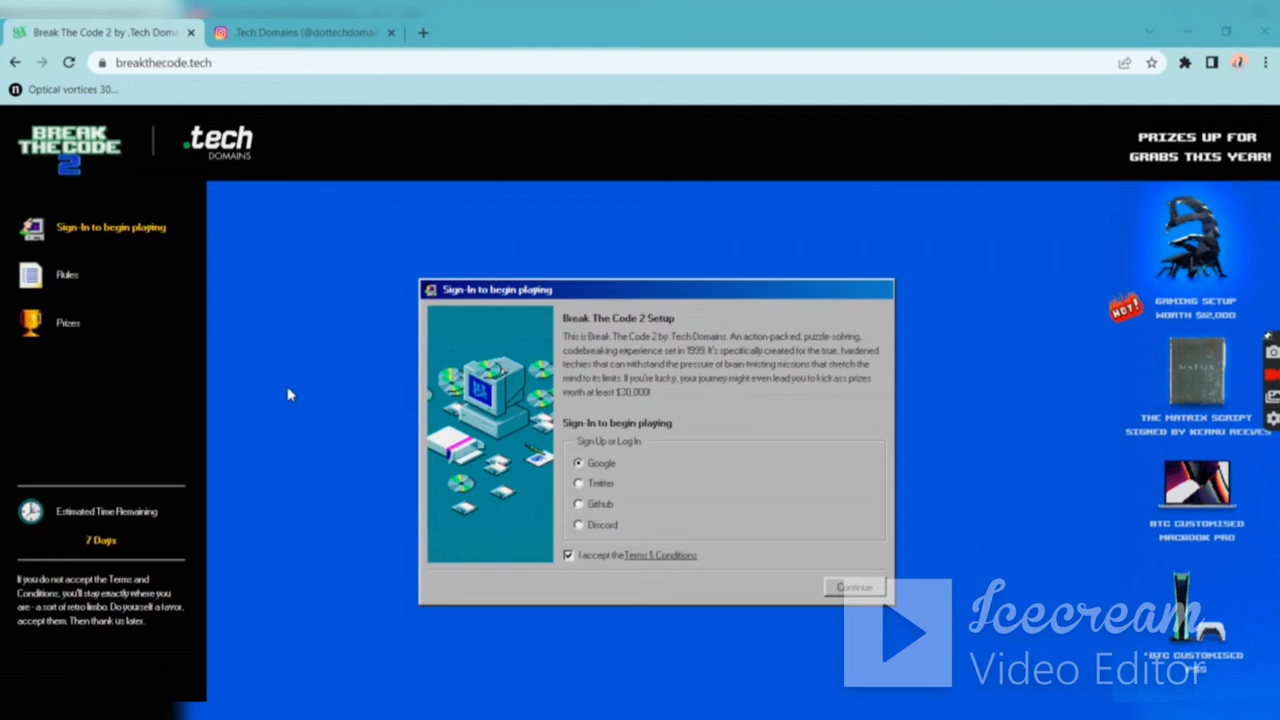 Break The Code 2 by .Tech Doma
.Tech Domains (@dottechdomai
breakthecode.tech
Optical vortices 30...
BREAK
THE CODE
2
.tech
DOMAINS
PRIZES UP FOR
GRABS THIS YEAR!
Sign-In to begin playing
Rules
Prizes
Estimated Time Remaining
7 Days
If you do not accept the Terms and
Conditions, you'll stay exactly where you
are - a sort of retro limbo. Do yourself a favor,
accept them. Then thank us later.
Sign-In to begin playing
Break The Code 2 Setup
This is Break The Code 2 by .Tech Domains. An action-packed, puzzle-solving,
codebreaking experience set in 1999. It's specifically created for the true, hardened
techies that can withstand the pressure of brain-twisting missions that stretch the
mind to its limits. If you're lucky, your journey might even lead you to kick ass prizes
worth at least $30,000!
Sign-In to begin playing
Sign Up or Log In
Google
Twitter
Github
Discord
I accept the Terms & Conditions
Continue
HOT!
GAMING SETUP
WORTH $12,000
MATRIX
THE MATRIX SCRIPT
SIGNED BY KEANU REEVES
BTC CUSTOMISED
MACBOOK PRO
BTC CUSTOMISED
PS5
Icecream
Video Editor